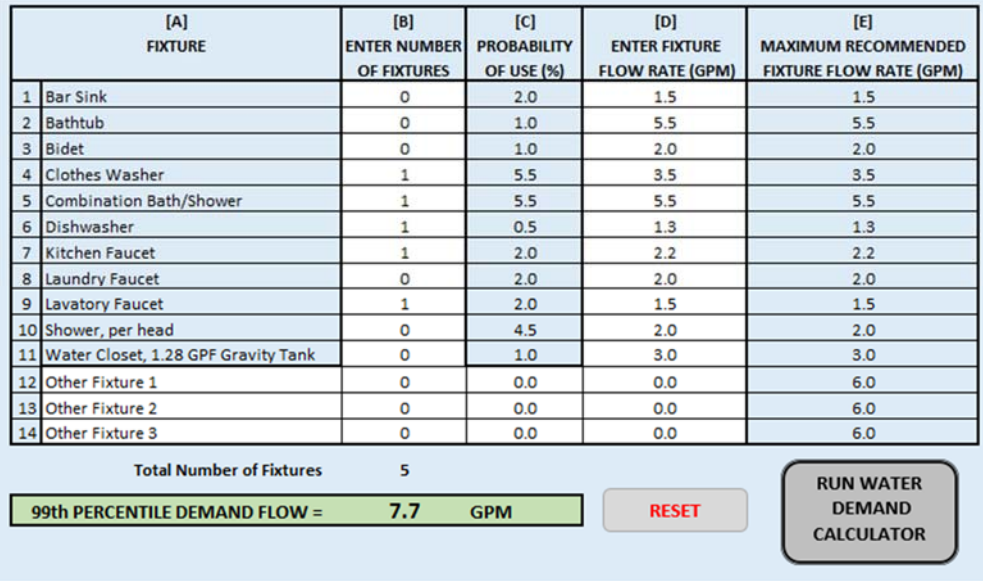 [A] [B] [C] [D] [E]
FIXTURE ENTER NUMBER PROBABILITY ENTER FIXTURE MAXIMUM RECOMMENDED
OF FIXTURES OF USE (%) FLOW RATE (GPM) FIXTURE FLOW RATE (GPM)
1 Bar Sink 0 2.0 1.5 1.5
2 Bathtub 0 1.0 5.5 5.5
3 Bidet 0 1.0 2.0 2.0
4 Clothes Washer 1 5.5 3.5 3.5
5 Combination Bath/Shower 1 5.5 5.5 5.5
6 Dishwasher 1 0.5 1.3 1.3
7 Kitchen Faucet 1 2.0 2.2 2.2
8 Laundry Faucet 0 2.0 2.0 2.0
9 Lavatory Faucet 1 2.0 1.5 1.5
10 Shower, per head 0 4.5 2.0 2.0
11 Water Closet, 1.28 GPF Gravity Tank 0 1.0 3.0 3.0
12 Other Fixture 1 0 0.0 0.0 6.0
13 Other Fixture 2 0 0.0 0.0 6.0
14 Other Fixture 3 0 0.0 0.0 6.0
Total Number of Fixtures 5
99th PERCENTILE DEMAND FLOW = 7.7 GPM
RESET
RUN WATER
DEMAND
CALCULATOR